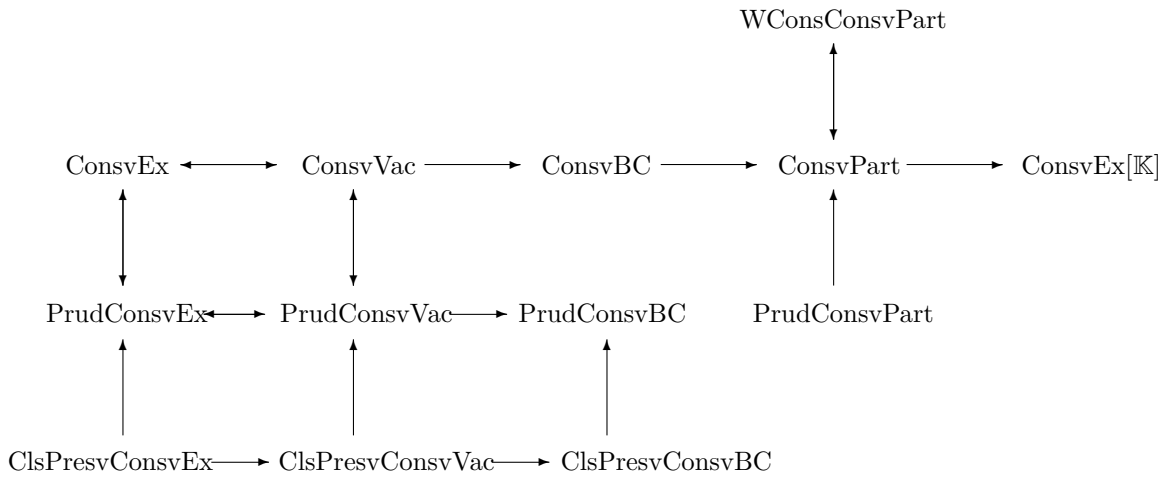 WConsConsvPart
ConsvEx ConsvVac ConsvBC ConsvPart ConsvEx[𝕂]
PrudConsvEx PrudConsvVac PrudConsvBC PrudConsvPart
ClsPresvConsvEx ClsPresvConsvVac ClsPresvConsvBC